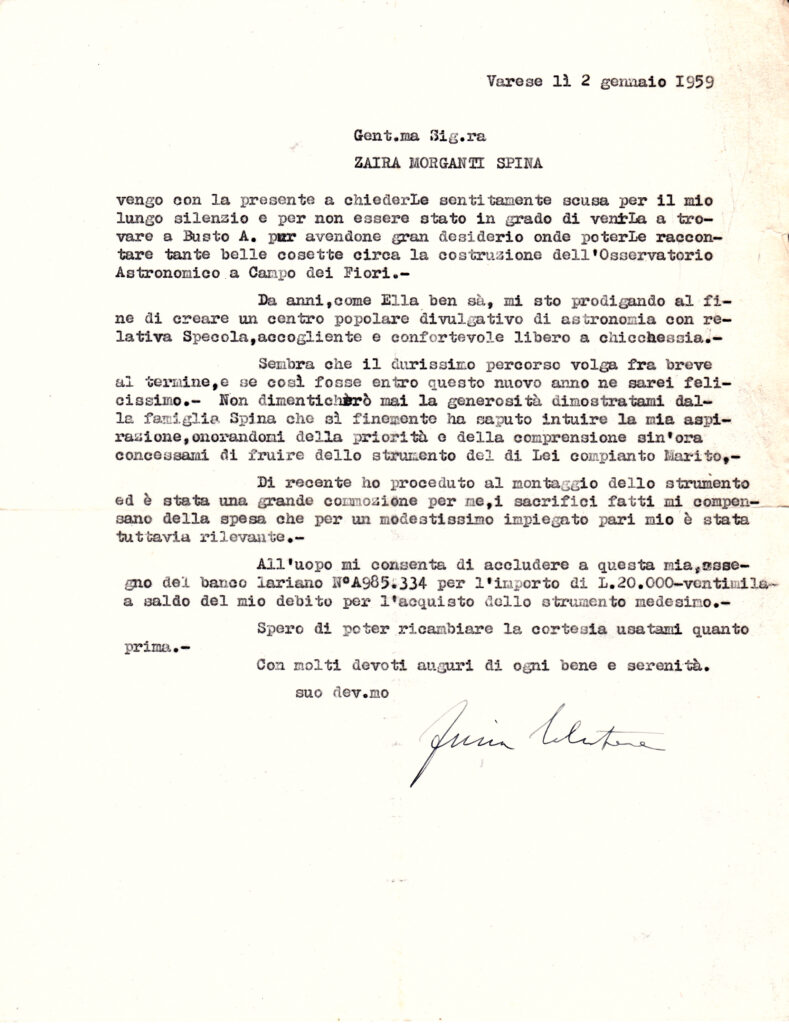 Varese lì 2 gennaio 1959
Gent.ma Sig.ra
ZAIRA MORGANTI SPINA
vengo con la presente a chiederLe sentitamente scusa per il mio
lungo silenzio e per non essere stato in grado di venirLa a tro-
vare a Busto A. pur avendone gran desiderio onde poterLe raccon-
tare tante belle cosette circa la costruzione dell'Osservatorio
Astronomico a Campo dei Fiori.-
Da anni,come Ella ben sà, mi sto prodigando al fi-
ne di creare un centro popolare divulgativo di astronomia con re-
lativa Specola,accogliente e confortevole libero a chicchessia.-
Sembra che il durissimo percorso volga fra breve
al termine,e se così fosse entro questo nuovo anno ne sarei feli-
cissimo.- Non dimenticherò mai la generosità dimostratami dal-
la famiglia Spina che sì finemente ha saputo intuire la mia aspi-
razione,onorandomi della priorità e della comprensione sin'ora
concessami di fruire dello strumento del di Lei compianto Marito,-
Di recente ho proceduto al montaggio dello strumento
ed è stata una grande commozione per me,i sacrifici fatti mi compen-
sano della spesa che per un modestissimo impiegato pari mio è stata
tuttavia rilevante.-
All'uopo mi consenta di accludere a questa mia,asse-
gno del banco lariano N°A985.334 per l'importo di L.20.000-ventimila-
a saldo del mio debito per l'acquisto dello strumento medesimo.-
Spero di poter ricambiare la cortesia usatami quanto
prima.-
Con molti devoti auguri di ogni bene e serenità.
suo dev.mo